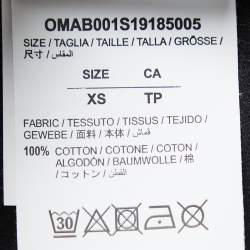 OMAB001S19185005
SIZE / TAGLIA / TAILLE / TALLA / GRÖSSE /
尺寸 / المقاس /
SIZE CA
XS TP
FABRIC / TESSUTO / TISSU / TEJIDO /
GEWEBE / 面料 / 本体 / قماش /
100% COTTON / COTONE / COTON /
ALGODÓN / BAUMWOLLE / 棉
/ コットン / القطن /
30